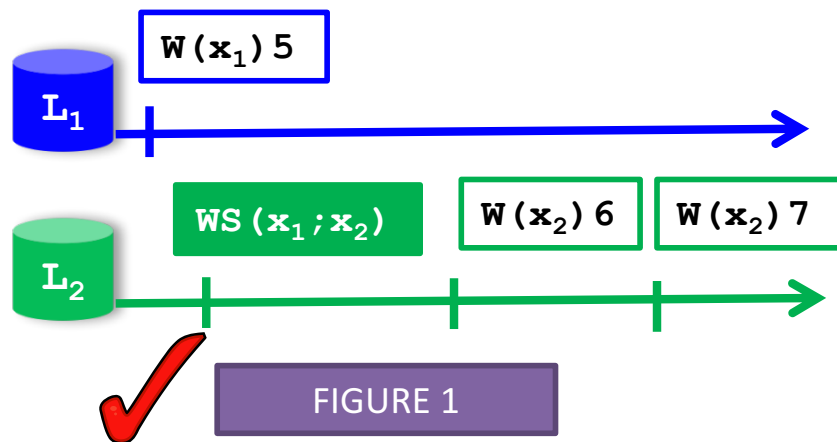 W(x₁)5
L₁
WS(x₁;x₂)
W(x₂)6
W(x₂)7
L₂
FIGURE 1